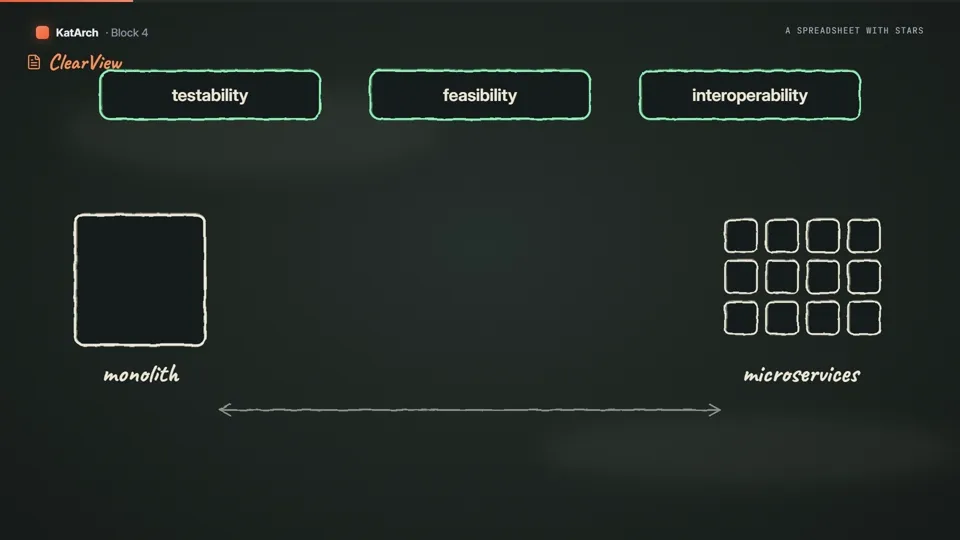 KatArch · Block 4
A SPREADSHEET WITH STARS
ClearView
testability
feasibility
interoperability
monolith
microservices